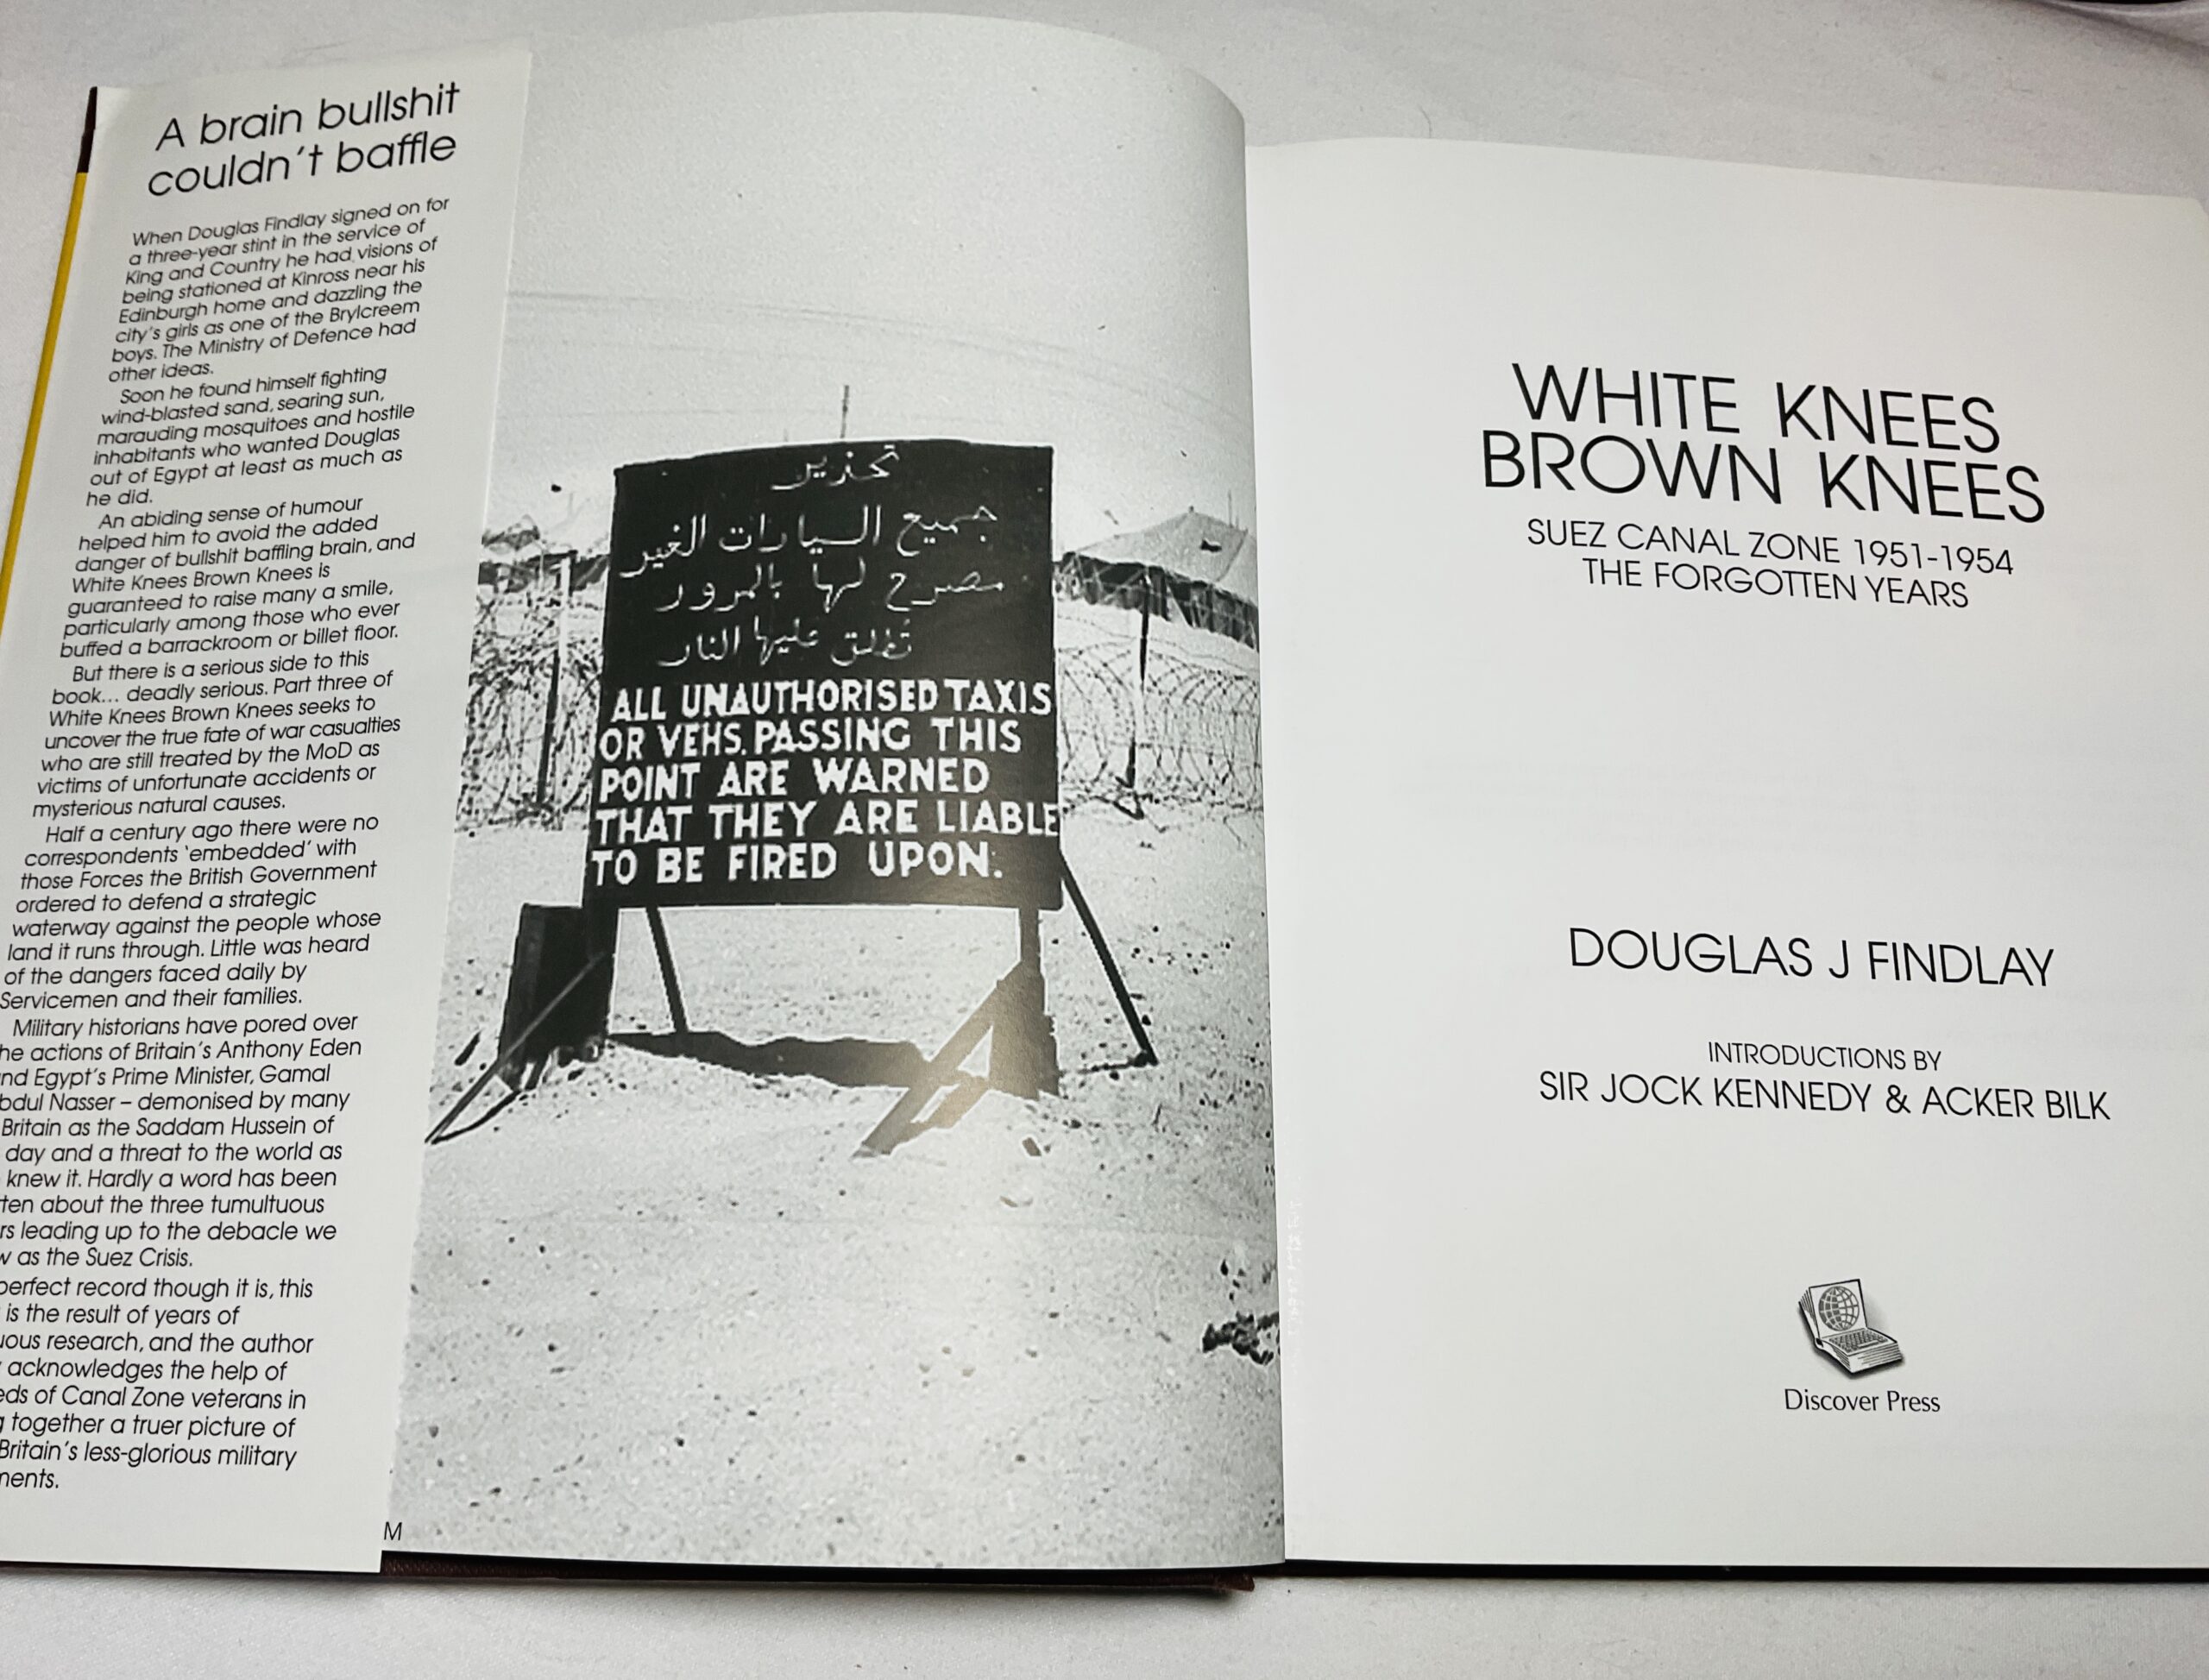 A brain bullshit
couldn't baffle
When Douglas Findlay signed on for
a three-year stint in the service of
King and Country he had visions of
being stationed at Kinross near his
Edinburgh home and dazzling the
city's girls as one of the Brylcreem
boys. The Ministry of Defence had
other ideas.
Soon he found himself fighting
wind-blasted sand, searing sun,
marauding mosquitoes and hostile
inhabitants who wanted Douglas
out of Egypt at least as much as
he did.
An abiding sense of humour
helped him to avoid the added
danger of bullshit baffling brain, and
White Knees Brown Knees is
guaranteed to raise many a smile,
particularly among those who ever
buffed a barrackroom or billet floor.
But there is a serious side to this
book... deadly serious. Part three of
White Knees Brown Knees seeks to
uncover the true fate of war casualties
who are still treated by the MoD as
victims of unfortunate accidents or
mysterious natural causes.
Half a century ago there were no
correspondents 'embedded' with
those Forces the British Government
ordered to defend a strategic
waterway against the people whose
land it runs through. Little was heard
of the dangers faced daily by
Servicemen and their families.
Military historians have pored over
he actions of Britain's Anthony Eden
nd Egypt's Prime Minister, Gamal
bdul Nasser – demonised by many
Britain as the Saddam Hussein of
day and a threat to the world as
knew it. Hardly a word has been
ten about the three tumultuous
rs leading up to the debacle we
w as the Suez Crisis.
perfect record though it is, this
is the result of years of
uous research, and the author
acknowledges the help of
eds of Canal Zone veterans in
g together a truer picture of
Britain's less-glorious military
ments.
M
تحذير
جميع السيارات الغير
مصرح لها بالمرور
تُطلق عليها النار
ALL UNAUTHORISED TAXIS
OR VEHS. PASSING THIS
POINT ARE WARNED
THAT THEY ARE LIABLE
TO BE FIRED UPON.
WHITE KNEES
BROWN KNEES
SUEZ CANAL ZONE 1951-1954
THE FORGOTTEN YEARS
DOUGLAS J FINDLAY
INTRODUCTIONS BY
SIR JOCK KENNEDY & ACKER BILK
Discover Press